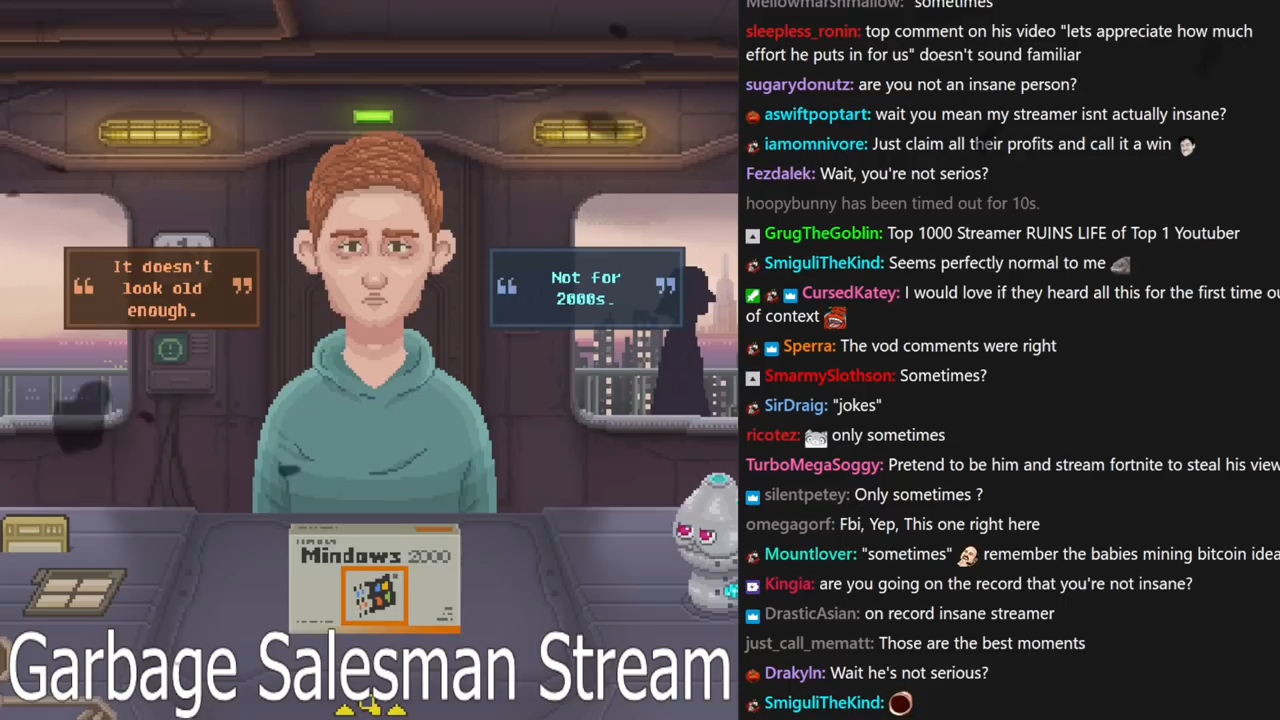 Mellowmarshmallow: "sometimes
sleepless_ronin: top comment on his video "lets appreciate how much
effort he puts in for us" doesn't sound familiar
sugarydonutz: are you not an insane person?
aswiftpoptart: wait you mean my streamer isnt actually insane?
iamomnivore: Just claim all their profits and call it a win
Fezdalek: Wait, you're not serios?
hoopybunny has been timed out for 10s.
GrugTheGoblin: Top 1000 Streamer RUINS LIFE of Top 1 Youtuber
SmiguliTheKind: Seems perfectly normal to me
CursedKatey: I would love if they heard all this for the first time ou
of context
Sperra: The vod comments were right
SmarmySlothson: Sometimes?
SirDraig: "jokes"
ricotez: only sometimes
TurboMegaSoggy: Pretend to be him and stream fortnite to steal his view
silentpetey: Only sometimes ?
omegagorf: Fbi, Yep, This one right here
Mountlover: "sometimes" remember the babies mining bitcoin idea
Kingia: are you going on the record that you're not insane?
DrasticAsian: on record insane streamer
just_call_mematt: Those are the best moments
Drakyln: Wait he's not serious?
SmiguliTheKind:
“ It doesn't
look old
enough. ”
“ Not for
2000s. ”
Mindows 2000
Garbage Salesman Stream